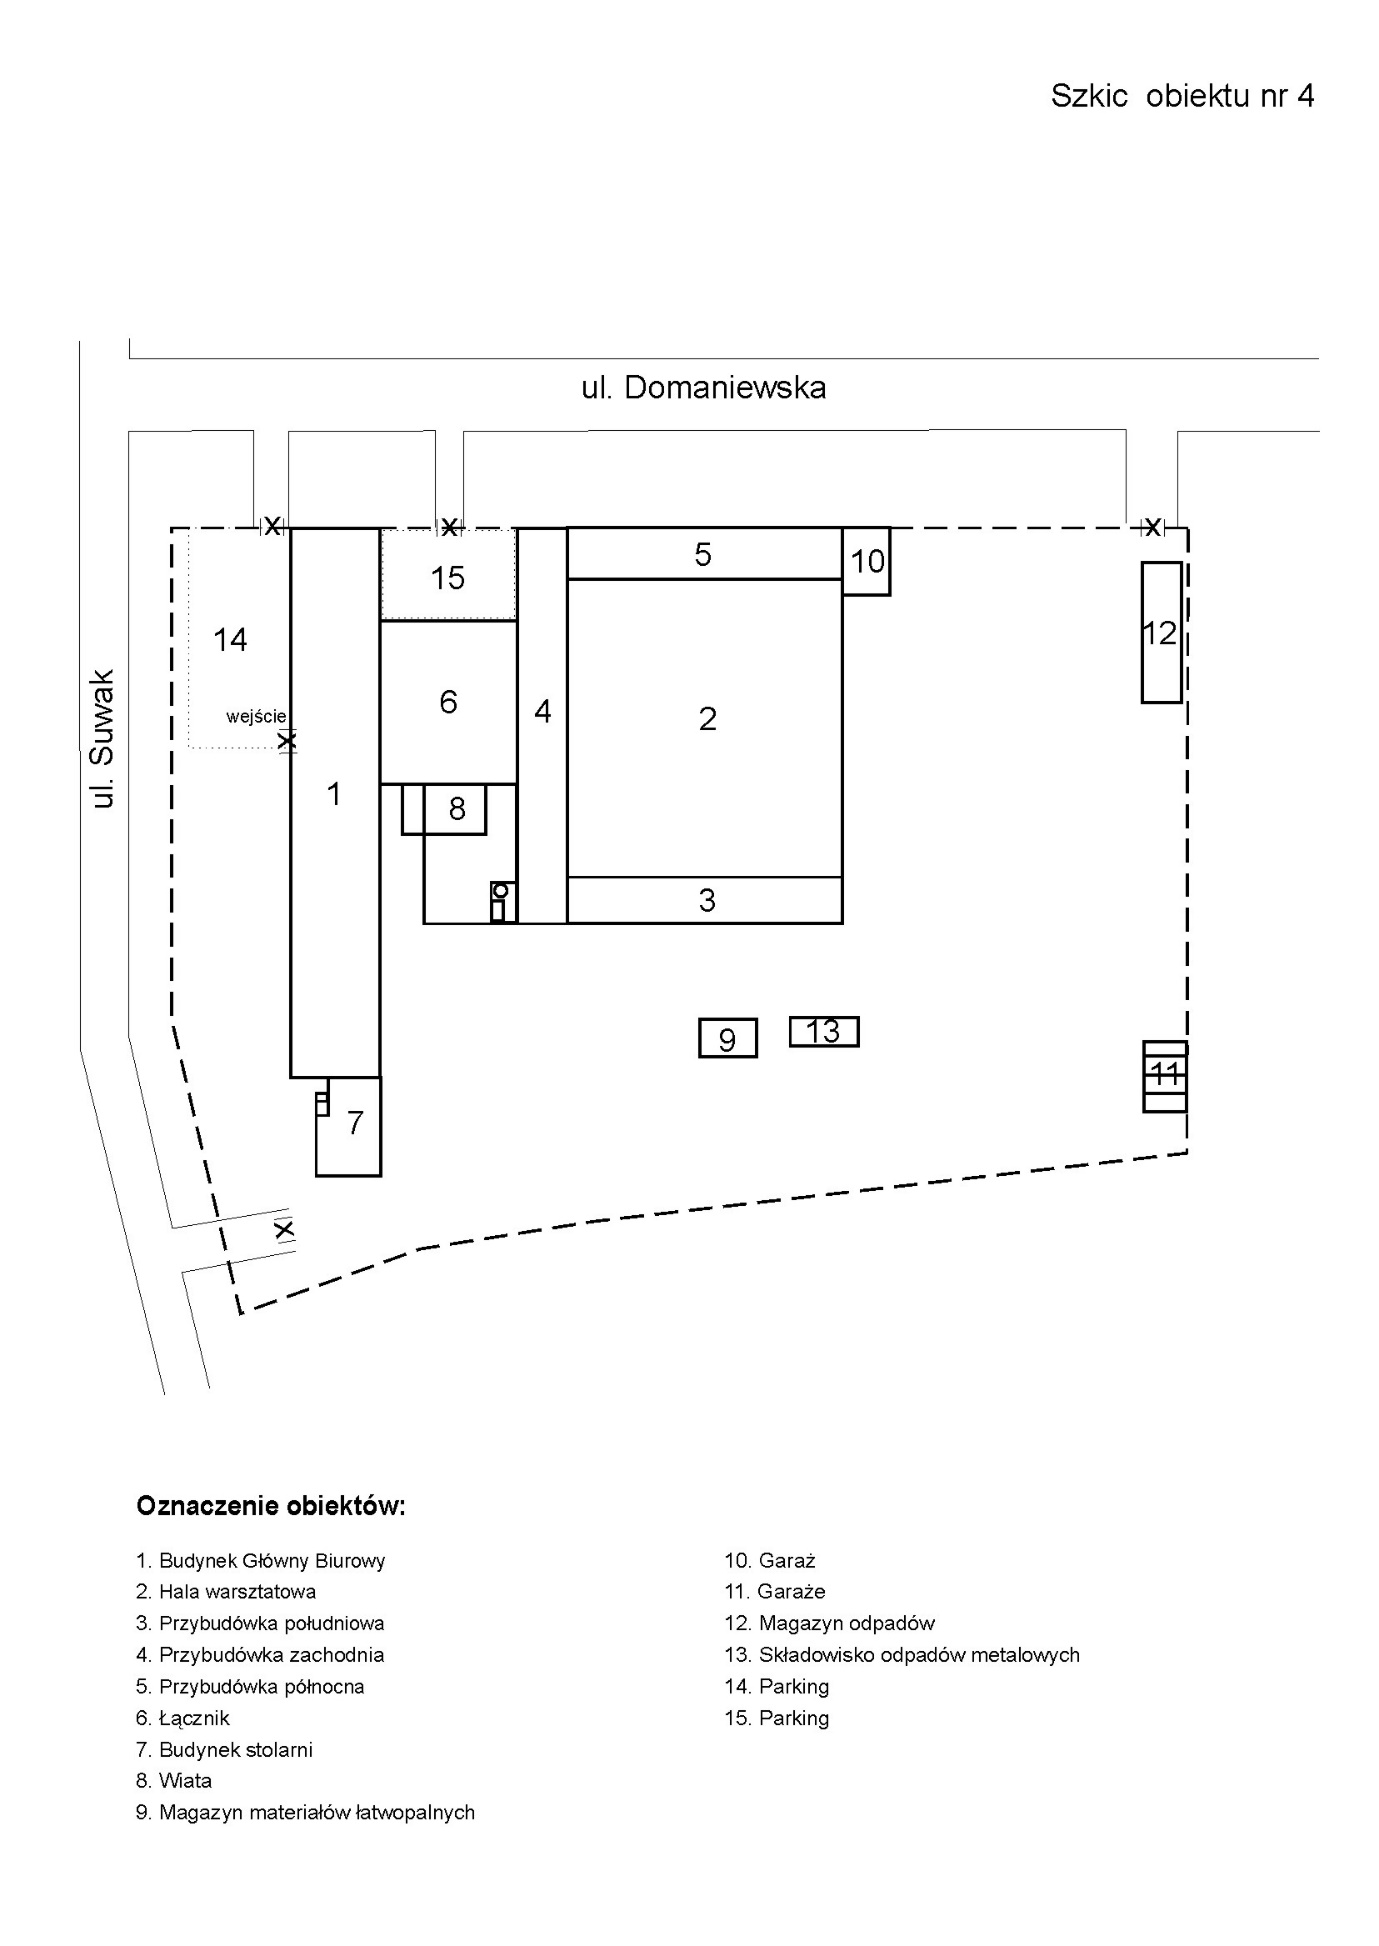 Szkic obiektu nr 4
ul. Domaniewska
X
X
X
5
10
15
14
12
6
4
2
wejście
X
ul. Suwak
1
8
3
9
13
11
7
X
Oznaczenie obiektów:
1. Budynek Główny Biurowy
2. Hala warsztatowa
3. Przybudówka południowa
4. Przybudówka zachodnia
5. Przybudówka północna
6. Łącznik
7. Budynek stolarni
8. Wiata
9. Magazyn materiałów łatwopalnych
10. Garaż
11. Garaże
12. Magazyn odpadów
13. Składowisko odpadów metalowych
14. Parking
15. Parking